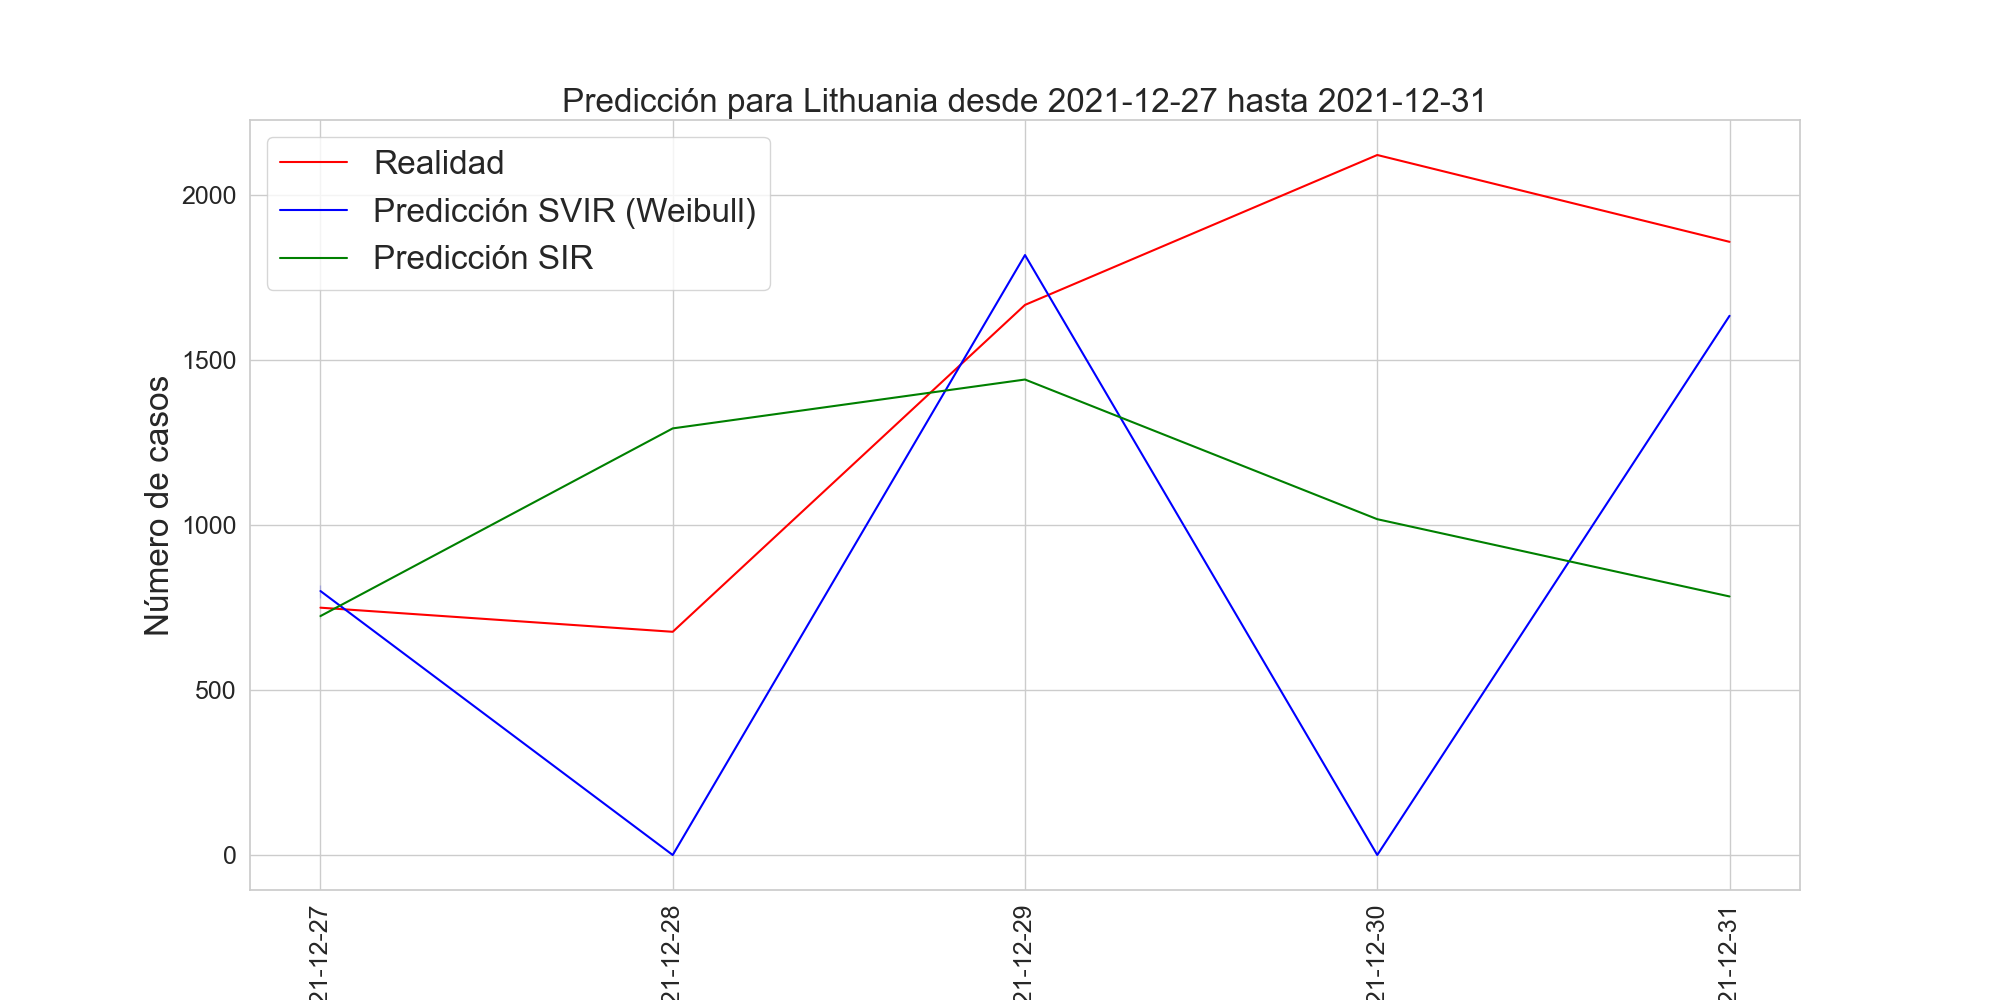 Predicción para Lithuania desde 2021-12-27 hasta 2021-12-31
Realidad
Predicción SVIR (Weibull)
Predicción SIR
Número de casos
2000
1500
1000
500
0
21-12-27
21-12-28
21-12-29
21-12-30
21-12-31